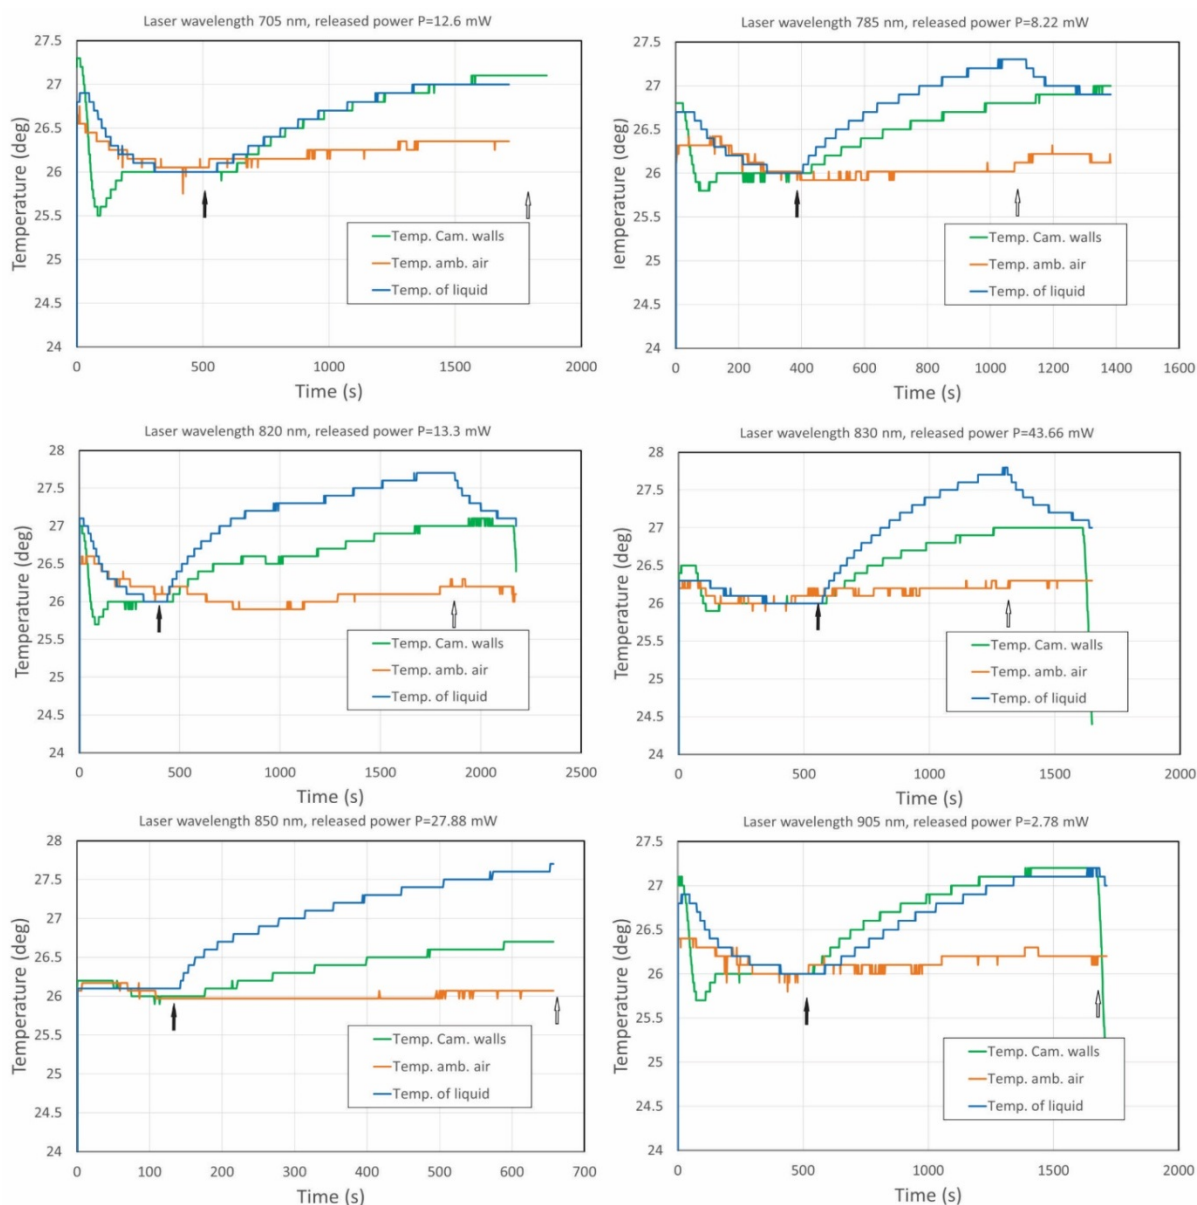 Laser wavelength 705 nm, released power P=12.6 mW
27.5
27
26.5
26
25.5
25
24.5
24
Temperature (deg)
Temp. Cam. walls
Temp. amb. air
Temp. of liquid
0 500 1000 1500 2000
Time (s)
Laser wavelength 785 nm, released power P=8.22 mW
27.5
27
26.5
26
25.5
25
24.5
24
Temperature (deg)
Temp. Cam. walls
Temp. amb. air
Temp. of liquid
0 200 400 600 800 1000 1200 1400 1600
Time (s)
Laser wavelength 820 nm, released power P=13.3 mW
28
27.5
27
26.5
26
25.5
25
24.5
24
Temperature (deg)
Temp. Cam. walls
Temp. amb. air
Temp. of liquid
0 500 1000 1500 2000 2500
Time (s)
Laser wavelength 830 nm, released power P=43.66 mW
28
27.5
27
26.5
26
25.5
25
24.5
24
Temperature (deg)
Temp. Cam. walls
Temp. amb. air
Temp. of liquid
0 500 1000 1500 2000
Time (s)
Laser wavelength 850 nm, released power P=27.88 mW
28
27.5
27
26.5
26
25.5
25
24.5
24
Temperature (deg)
Temp. Cam. walls
Temp. amb. air
Temp. of liquid
0 100 200 300 400 500 600 700
Time (s)
Laser wavelength 905 nm, released power P=2.78 mW
27.5
27
26.5
26
25.5
25
24.5
24
Temperature (deg)
Temp. Cam. walls
Temp. amb. air
Temp. of liquid
0 500 1000 1500 2000
Time (s)